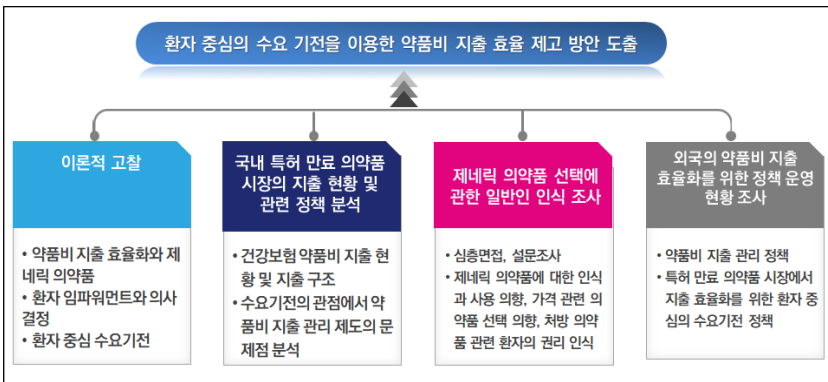 환자 중심의 수요 기전을 이용한 약품비 지출 효율 제고 방안 도출
이론적 고찰
• 약품비 지출 효율화와 제
네릭 의약품
• 환자 임파워먼트와 의사
결정
• 환자 중심 수요기전
국내 특허 만료 의약품
시장의 지출 현황 및
관련 정책 분석
• 건강보험 약품비 지출 현
황 및 지출 구조
• 수요기전의 관점에서 약
품비 지출 관리 제도의 문
제점 분석
제네릭 의약품 선택에
관한 일반인 인식 조사
• 심층면접, 설문조사
• 제네릭 의약품에 대한 인식
과 사용 의향, 가격 관련 의
약품 선택 의향, 처방 의약
품 관련 환자의 권리 인식
외국의 약품비 지출
효율화를 위한 정책 운영
현황 조사
• 약품비 지출 관리 정책
• 특허 만료 의약품 시장에서
지출 효율화를 위한 환자 중
심의 수요기전 정책